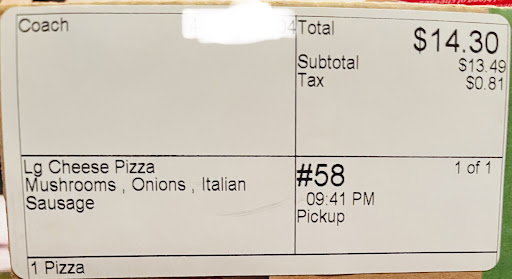 Coach
Total
$14.30
Subtotal $13.49
Tax $0.81
Lg Cheese Pizza
Mushrooms , Onions , Italian
Sausage
#58 1 of 1
09:41 PM
Pickup
1 Pizza